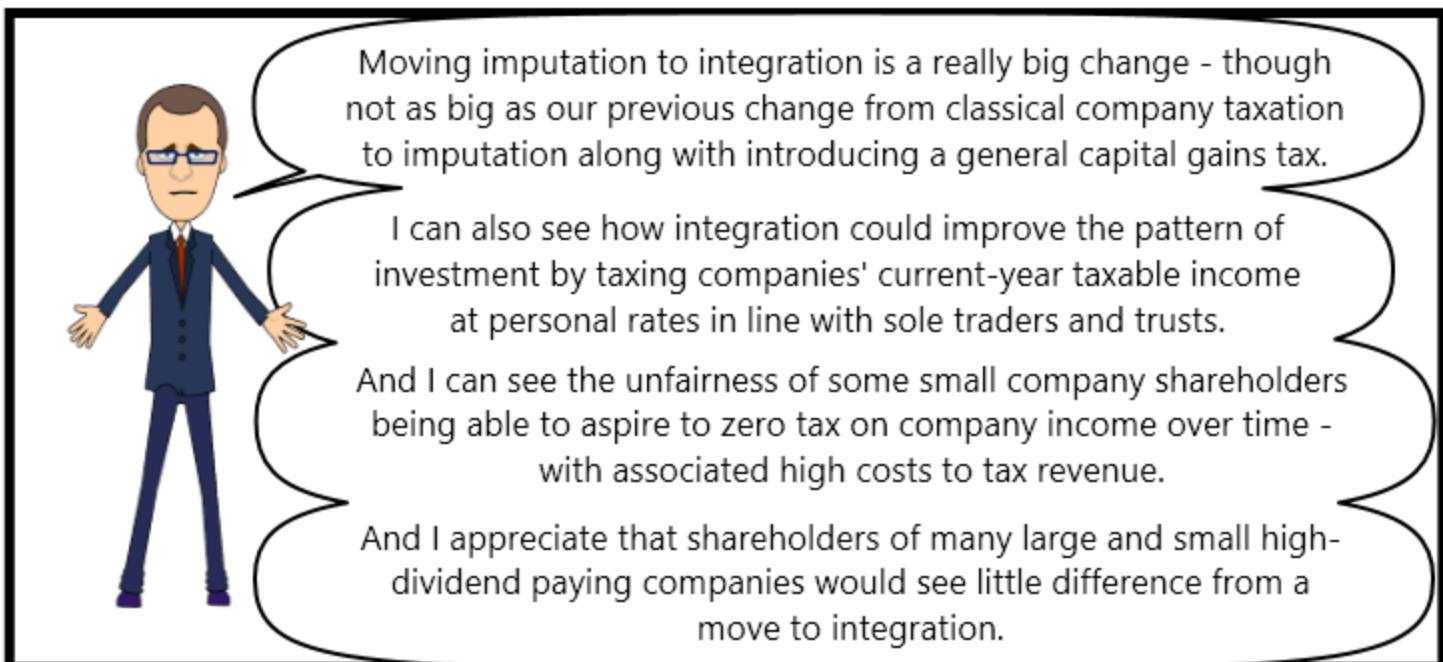 Moving imputation to integration is a really big change - though
not as big as our previous change from classical company taxation
to imputation along with introducing a general capital gains tax.
I can also see how integration could improve the pattern of
investment by taxing companies' current-year taxable income
at personal rates in line with sole traders and trusts.
And I can see the unfairness of some small company shareholders
being able to aspire to zero tax on company income over time -
with associated high costs to tax revenue.
And I appreciate that shareholders of many large and small high-
dividend paying companies would see little difference from a
move to integration.